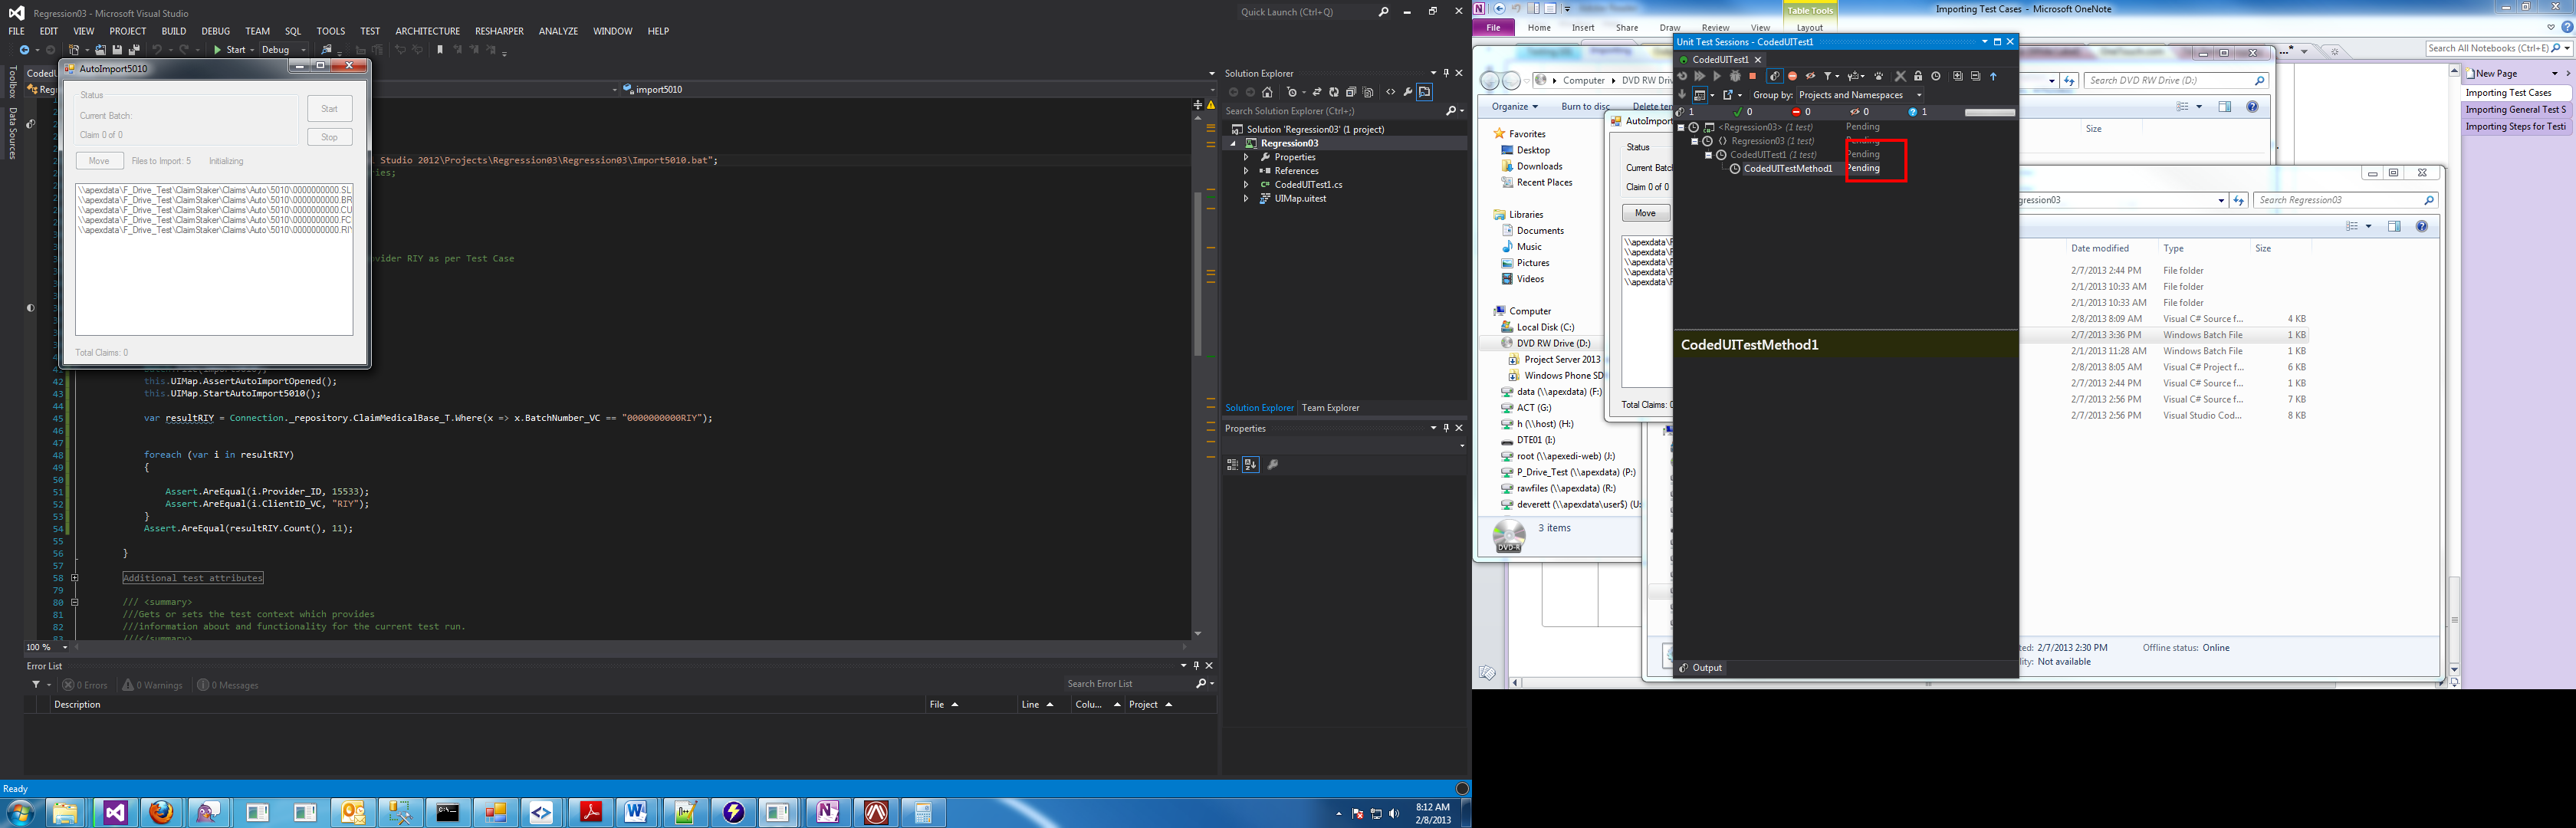 Regression03 - Microsoft Visual Studio
Quick Launch (Ctrl+Q)
FILE EDIT VIEW PROJECT BUILD DEBUG TEAM SQL TOOLS TEST ARCHITECTURE RESHARPER ANALYZE WINDOW HELP
Start Debug
Toolbox
Data Sources
CodedU
Reg
import5010
AutoImport5010
Status
Current Batch:
Claim 0 of 0
Start
Stop
Move Files to Import: 5 Initializing
\\apexdata\F_Drive_Test\ClaimStaker\Claims\Auto\5010\0000000000.SL
\\apexdata\F_Drive_Test\ClaimStaker\Claims\Auto\5010\0000000000.BR
\\apexdata\F_Drive_Test\ClaimStaker\Claims\Auto\5010\0000000000.CU
\\apexdata\F_Drive_Test\ClaimStaker\Claims\Auto\5010\0000000000.FC
\\apexdata\F_Drive_Test\ClaimStaker\Claims\Auto\5010\0000000000.RIY
Total Claims: 0
l Studio 2012\Projects\Regression03\Regression03\Import5010.bat";
ries;
ovider RIY as per Test Case
42 this.UIMap.AssertAutoImportOpened();
43 this.UIMap.StartAutoImport5010();
44
45 var resultRIY = Connection._repository.ClaimMedicalBase_T.Where(x => x.BatchNumber_VC == "0000000000RIY");
46
47
48 foreach (var i in resultRIY)
49 {
50
51 Assert.AreEqual(i.Provider_ID, 15533);
52 Assert.AreEqual(i.ClientID_VC, "RIY");
53 }
54 Assert.AreEqual(resultRIY.Count(), 11);
55
56 }
57
58 Additional test attributes
79
80 /// <summary>
81 ///Gets or sets the test context which provides
82 ///information about and functionality for the current test run.
83 ///</summary>
100 %
Error List
0 Errors 0 Warnings 0 Messages
Search Error List
Description File Line Colu... Project
Ready
Solution Explorer
Search Solution Explorer (Ctrl+;)
Solution 'Regression03' (1 project)
Regression03
Properties
References
CodedUITest1.cs
UIMap.uitest
Solution Explorer Team Explorer
Properties
8:12 AM
2/8/2013
Table Tools
Importing Test Cases - Microsoft OneNote
File Home Insert Share Draw Review View Layout
Search All Notebooks (Ctrl+E)
New Page
Importing Test Cases
Importing General Test S
Importing Steps for Testi
Computer DVD RW Driv
Search DVD RW Drive (D:)
Organize Burn to disc Delete tem
Size
Favorites
Desktop
Downloads
Recent Places
Libraries
Documents
Music
Pictures
Videos
Computer
Local Disk (C:)
DVD RW Drive (D:)
Project Server 2013
Windows Phone SD
data (\\apexdata) (F:)
ACT (G:)
h (\\host) (H:)
DTE01 (I:)
root (\\apexedi-web) (J:)
P_Drive_Test (\\apexdata) (P:)
rawfiles (\\apexdata) (R:)
deverett (\\apexdata\user$) (U:
3 items
DVD-R
AutoImport
Status
Current Batc
Claim 0 of 0
Move
\\apexdata\F
\\apexdata\F
\\apexdata\F
\\apexdata\F
\\apexdata\F
Total Claims: 0
Unit Test Sessions - CodedUITest1
CodedUITest1
Group by: Projects and Namespaces
1 0 0 0 1
<Regression03> (1 test) Pending
Regression03 (1 test) Pending
CodedUITest1 (1 test) Pending
CodedUITestMethod1 Pending
CodedUITestMethod1
Output
gression03
Search Regression03
Date modified Type Size
2/7/2013 2:44 PM File folder
2/1/2013 10:33 AM File folder
2/1/2013 10:33 AM File folder
2/8/2013 8:09 AM Visual C# Source f... 4 KB
2/7/2013 3:36 PM Windows Batch File 1 KB
2/1/2013 11:28 AM Windows Batch File 1 KB
2/8/2013 8:05 AM Visual C# Project f... 6 KB
2/7/2013 2:44 PM Visual C# Source f... 1 KB
2/7/2013 2:56 PM Visual C# Source f... 7 KB
2/7/2013 2:56 PM Visual Studio Cod... 8 KB
ted: 2/7/2013 2:30 PM Offline status: Online
lity: Not available